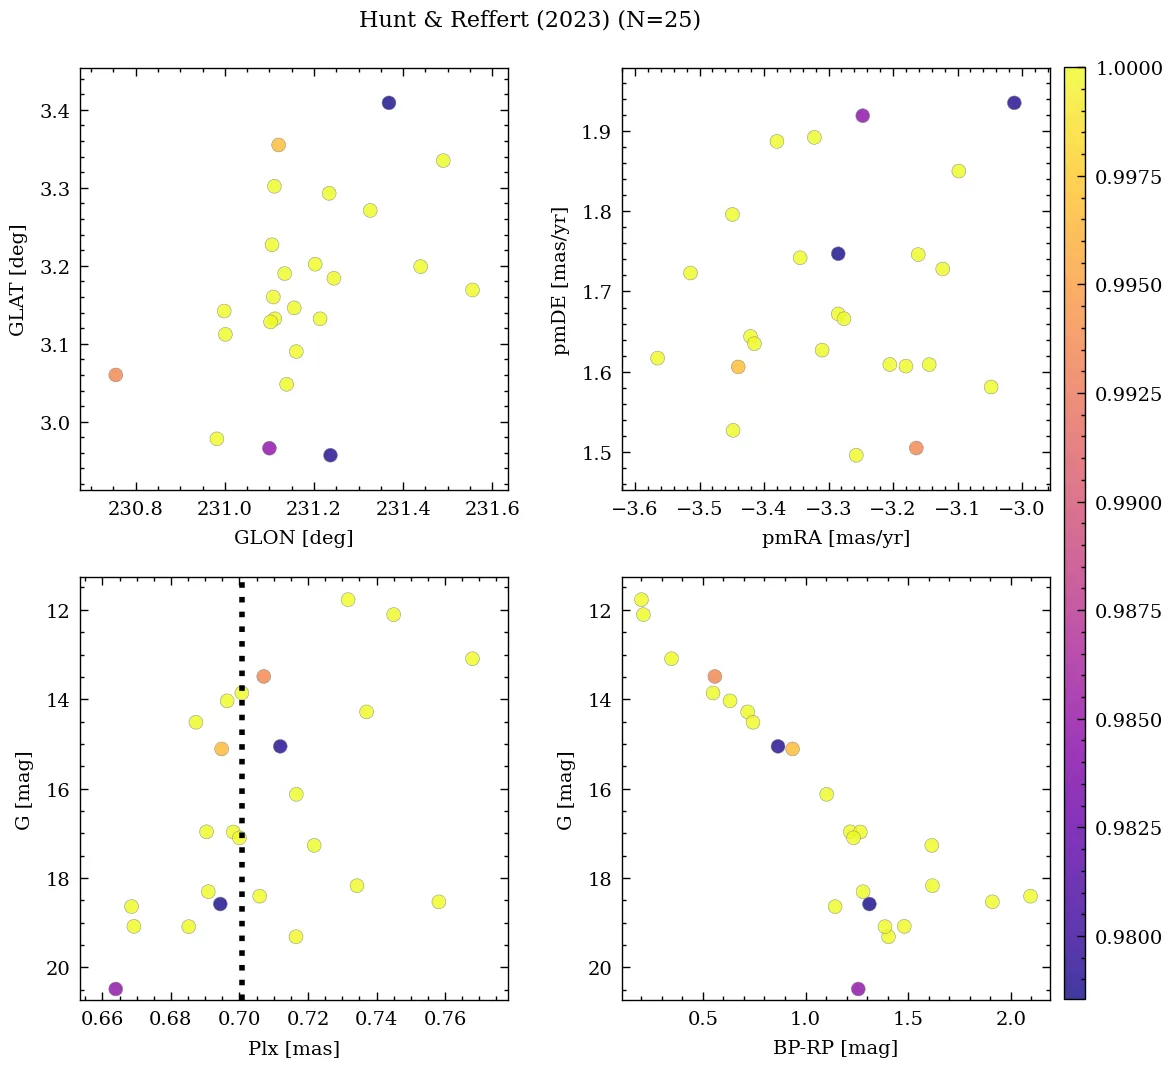 Hunt & Reffert (2023) (N=25)
3.4
3.3
3.2
3.1
3.0
GLAT [deg]
230.8 231.0 231.2 231.4 231.6
GLON [deg]
1.9
1.8
1.7
1.6
1.5
pmDE [mas/yr]
−3.6 −3.5 −3.4 −3.3 −3.2 −3.1 −3.0
pmRA [mas/yr]
1.0000
0.9975
0.9950
0.9925
0.9900
0.9875
0.9850
0.9825
0.9800
12
14
16
18
20
G [mag]
0.66 0.68 0.70 0.72 0.74 0.76
Plx [mas]
12
14
16
18
20
G [mag]
0.5 1.0 1.5 2.0
BP-RP [mag]